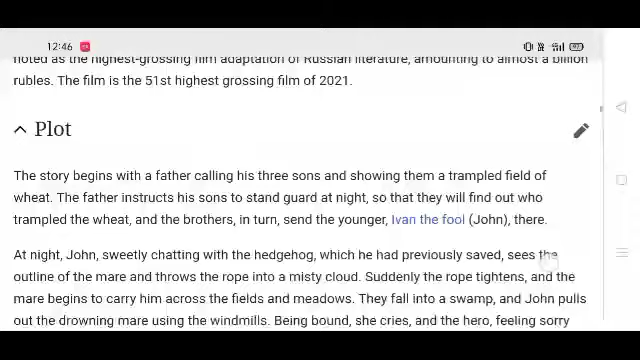 12:46
noted as the highest-grossing film adaptation of Russian literature, amounting to almost a billion
rubles. The film is the 51st highest grossing film of 2021.
Plot
The story begins with a father calling his three sons and showing them a trampled field of
wheat. The father instructs his sons to stand guard at night, so that they will find out who
trampled the wheat, and the brothers, in turn, send the younger, Ivan the fool (John), there.
At night, John, sweetly chatting with the hedgehog, which he had previously saved, sees the
outline of the mare and throws the rope into a misty cloud. Suddenly the rope tightens, and the
mare begins to carry him across the fields and meadows. They fall into a swamp, and John pulls
out the drowning mare using the windmills. Being bound, she cries, and the hero, feeling sorry